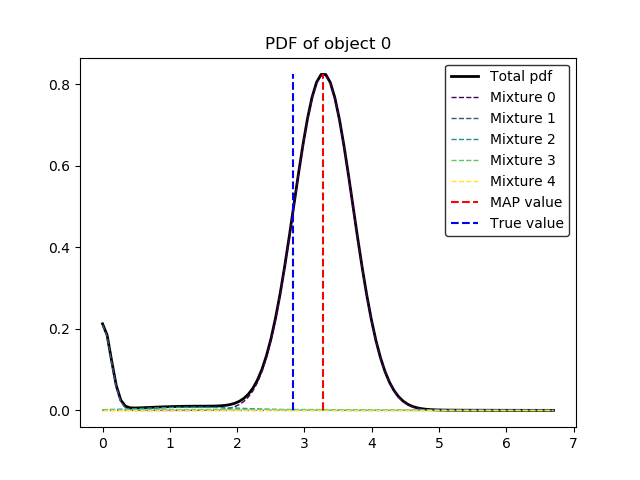 PDF of object 0
0.8
0.6
0.4
0.2
0.0
0 1 2 3 4 5 6 7
Total pdf
Mixture 0
Mixture 1
Mixture 2
Mixture 3
Mixture 4
MAP value
True value